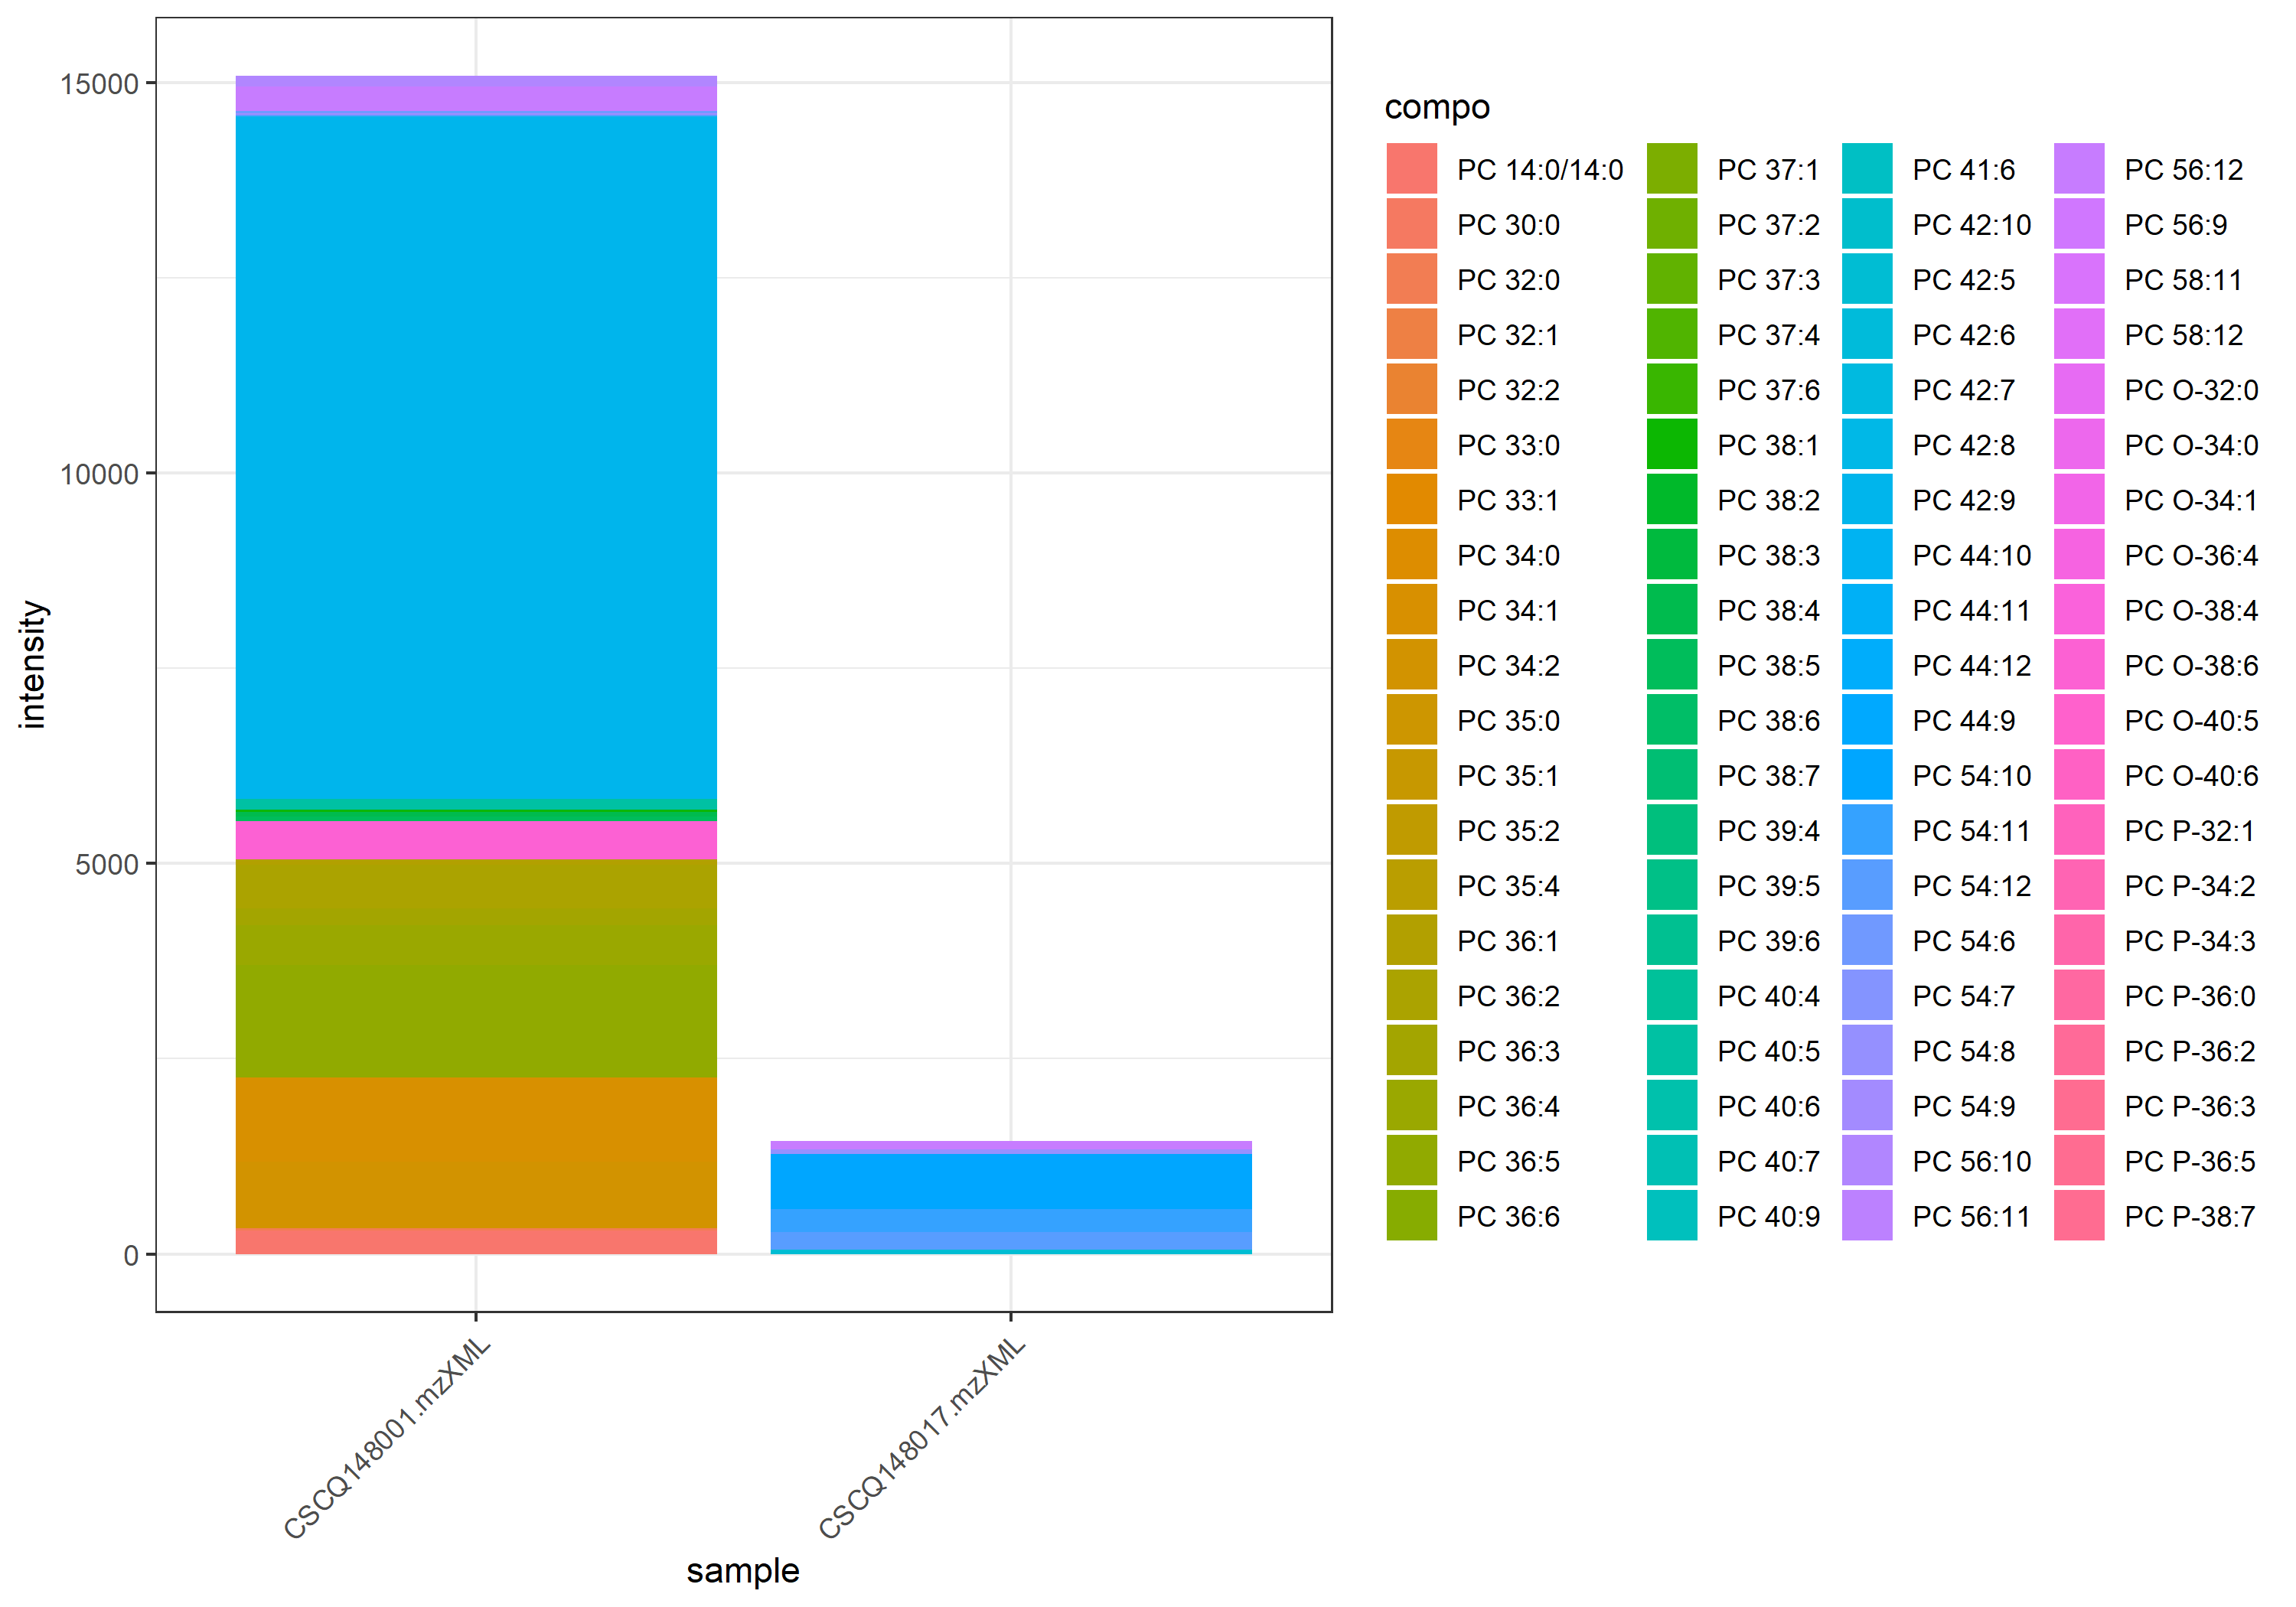 15000
10000
5000
0
intensity
CSCQ148001.mzXML
CSCQ148017.mzXML
sample
compo
PC 14:0/14:0
PC 30:0
PC 32:0
PC 32:1
PC 32:2
PC 33:0
PC 33:1
PC 34:0
PC 34:1
PC 34:2
PC 35:0
PC 35:1
PC 35:2
PC 35:4
PC 36:1
PC 36:2
PC 36:3
PC 36:4
PC 36:5
PC 36:6
PC 37:1
PC 37:2
PC 37:3
PC 37:4
PC 37:6
PC 38:1
PC 38:2
PC 38:3
PC 38:4
PC 38:5
PC 38:6
PC 38:7
PC 39:4
PC 39:5
PC 39:6
PC 40:4
PC 40:5
PC 40:6
PC 40:7
PC 40:9
PC 41:6
PC 42:10
PC 42:5
PC 42:6
PC 42:7
PC 42:8
PC 42:9
PC 44:10
PC 44:11
PC 44:12
PC 44:9
PC 54:10
PC 54:11
PC 54:12
PC 54:6
PC 54:7
PC 54:8
PC 54:9
PC 56:10
PC 56:11
PC 56:12
PC 56:9
PC 58:11
PC 58:12
PC O-32:0
PC O-34:0
PC O-34:1
PC O-36:4
PC O-38:4
PC O-38:6
PC O-40:5
PC O-40:6
PC P-32:1
PC P-34:2
PC P-34:3
PC P-36:0
PC P-36:2
PC P-36:3
PC P-36:5
PC P-38:7